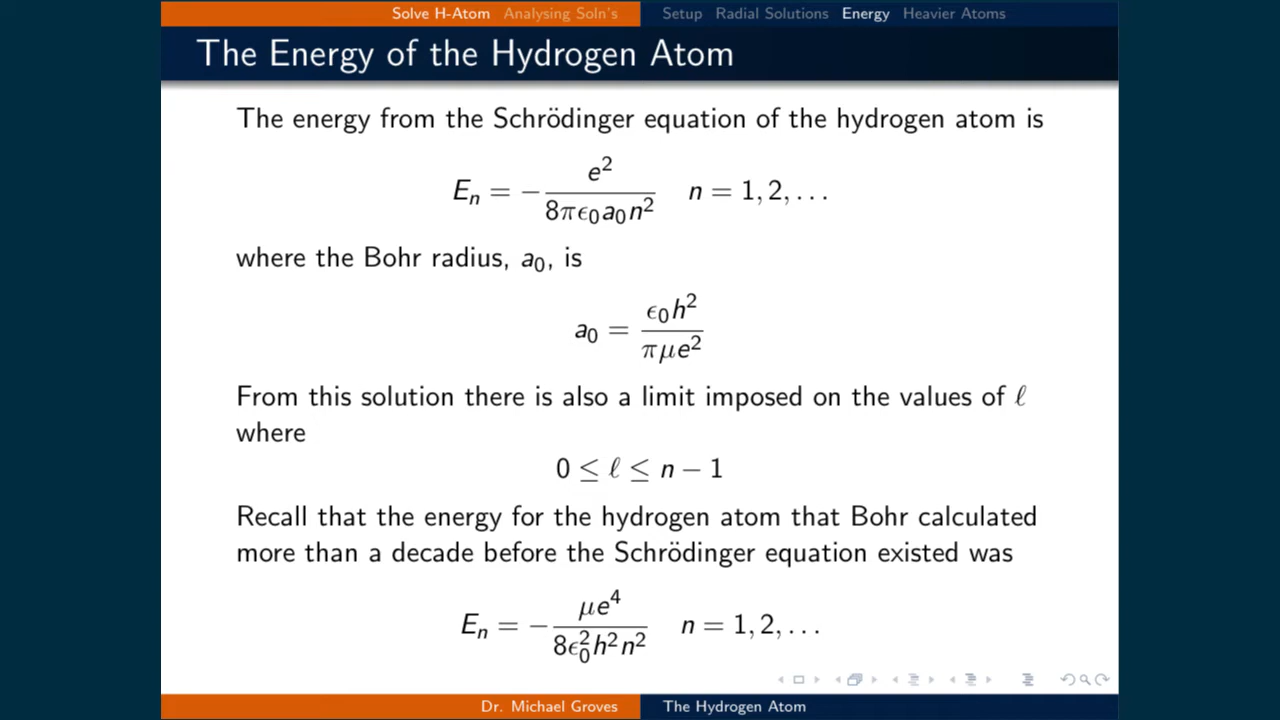 Solve H-Atom Analysing Soln's Setup Radial Solutions Energy Heavier Atoms
The Energy of the Hydrogen Atom
The energy from the Schrödinger equation of the hydrogen atom is
E_n = − e^2 / (8πϵ_0 a_0 n^2) n = 1, 2, . . .
where the Bohr radius, a_0, is
a_0 = ϵ_0 h^2 / (πμe^2)
From this solution there is also a limit imposed on the values of ℓ
where
0 ≤ ℓ ≤ n − 1
Recall that the energy for the hydrogen atom that Bohr calculated
more than a decade before the Schrödinger equation existed was
E_n = − μe^4 / (8ϵ_0^2 h^2 n^2) n = 1, 2, . . .
Dr. Michael Groves The Hydrogen Atom